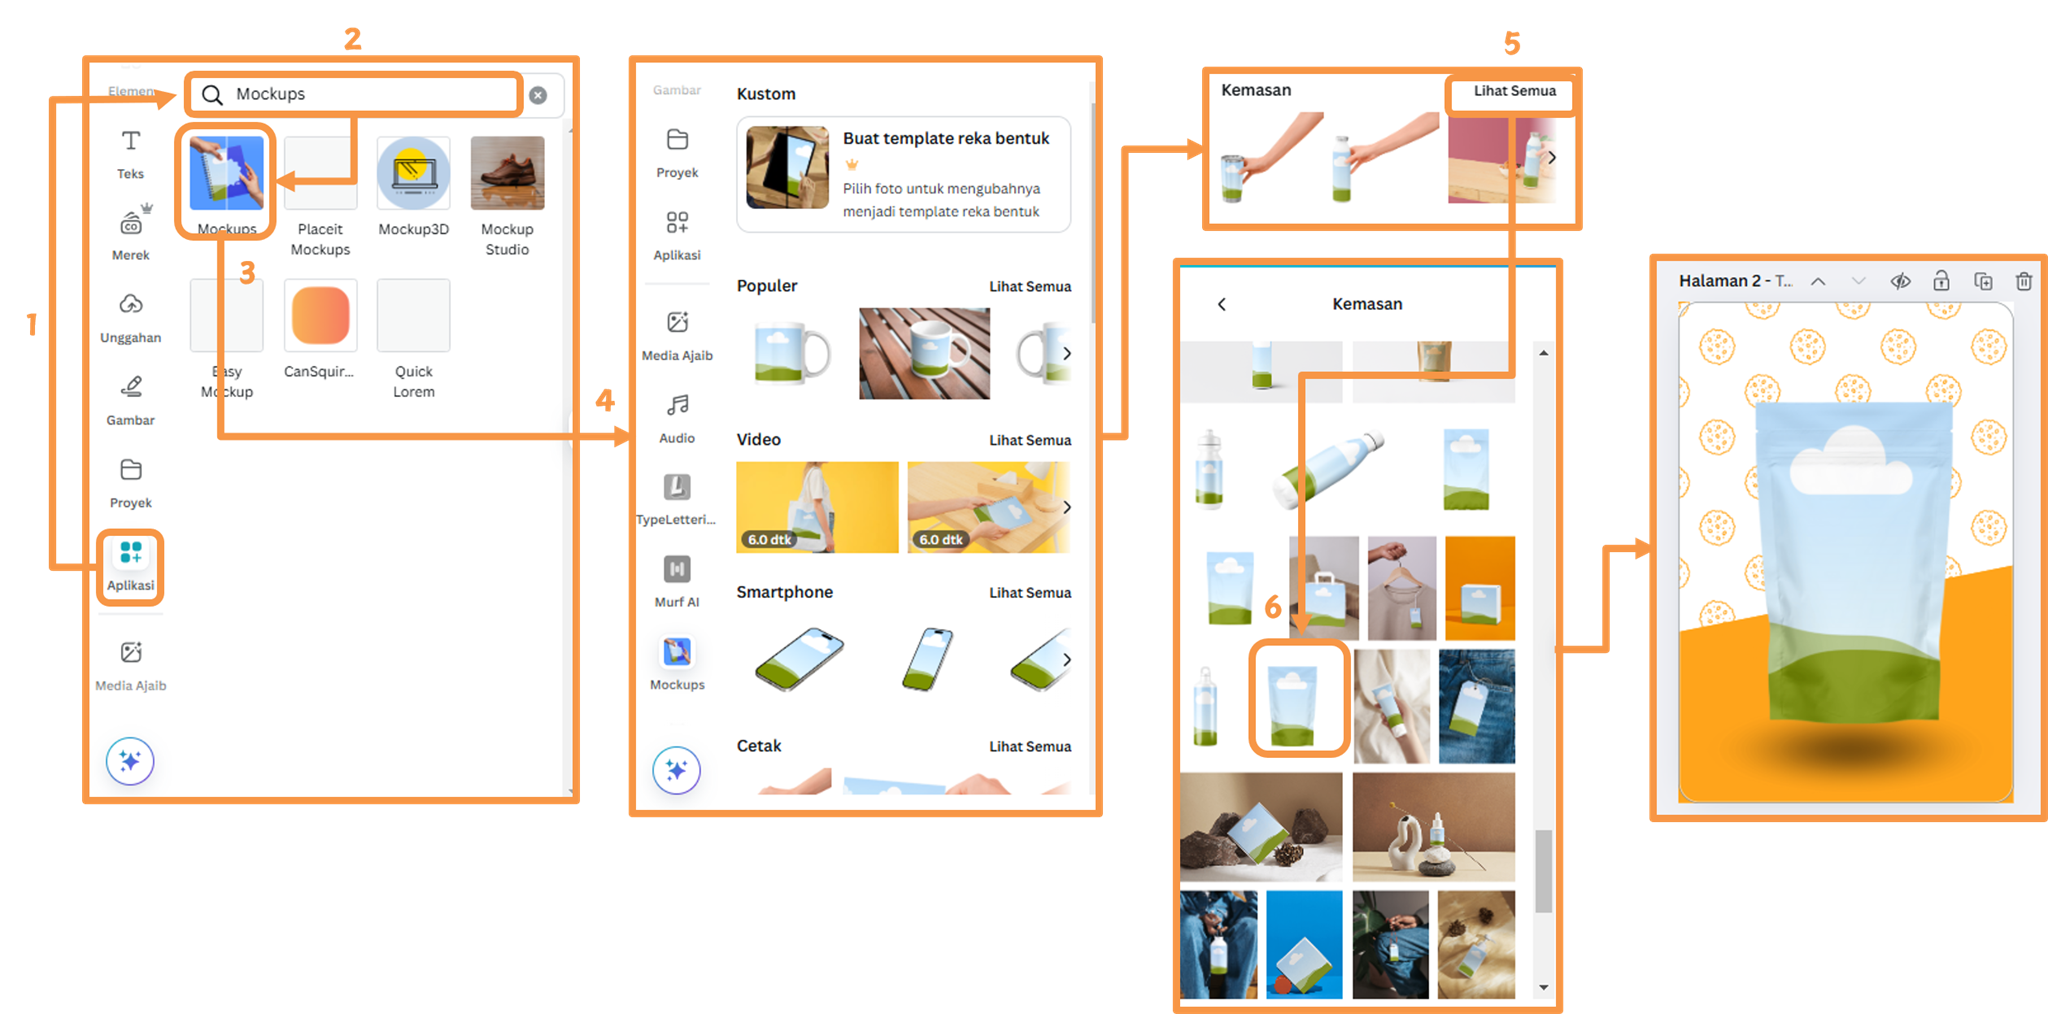 1
2
Elemen
Mockups
Teks
Merek
Unggahan
Gambar
Proyek
Aplikasi
Media Ajaib
Mockups
Placeit
Mockups
Mockup3D
Mockup
Studio
3
Easy
Mockup
CanSquir...
Quick
Lorem
4
Gambar
Proyek
Aplikasi
Media Ajaib
Audio
TypeLetteri...
Murf AI
Mockups
Kustom
Buat template reka bentuk
Pilih foto untuk mengubahnya
menjadi template reka bentuk
Populer
Lihat Semua
Video
Lihat Semua
6.0 dtk
6.0 dtk
Smartphone
Lihat Semua
Cetak
Lihat Semua
5
Kemasan
Lihat Semua
Kemasan
6
Halaman 2 - T...